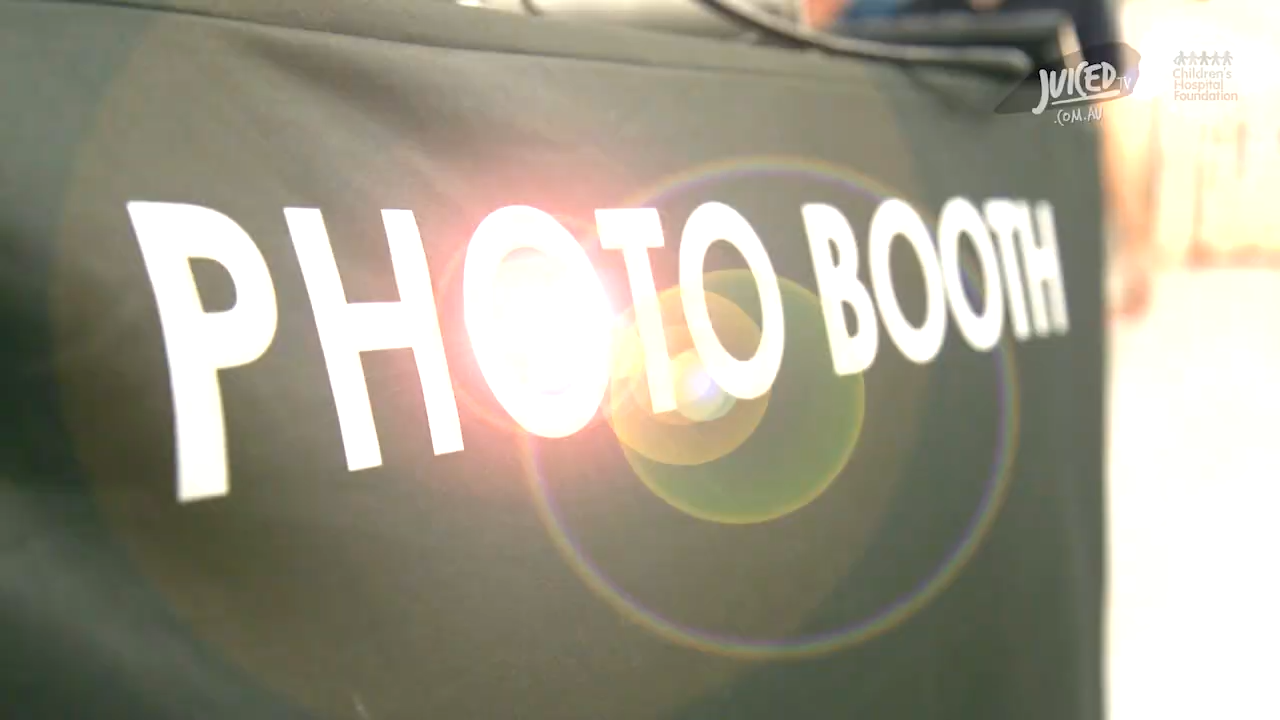 PHOTO BOOTH
JUICED TV
.COM.AU
Children's
Hospital
Foundation